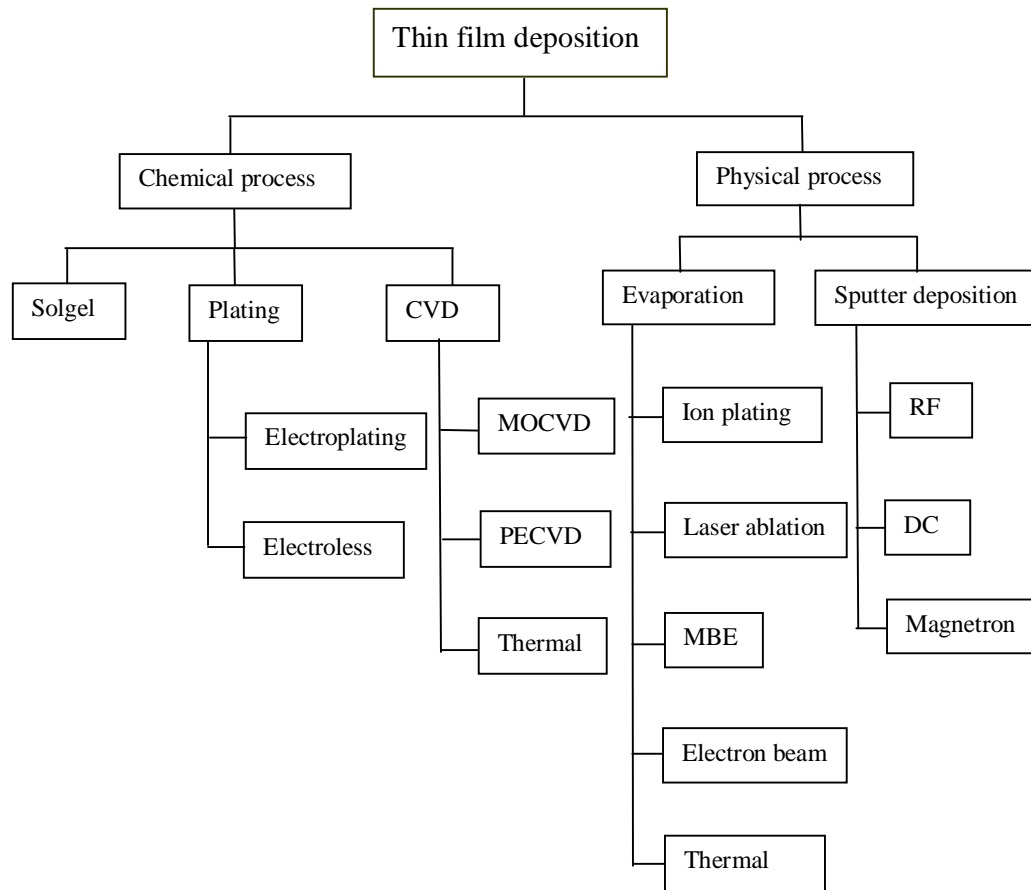 Thin film deposition
Chemical process
Physical process
Solgel
Plating
CVD
Evaporation
Sputter deposition
Electroplating
Electroless
MOCVD
PECVD
Thermal
Ion plating
Laser ablation
MBE
Electron beam
Thermal
RF
DC
Magnetron